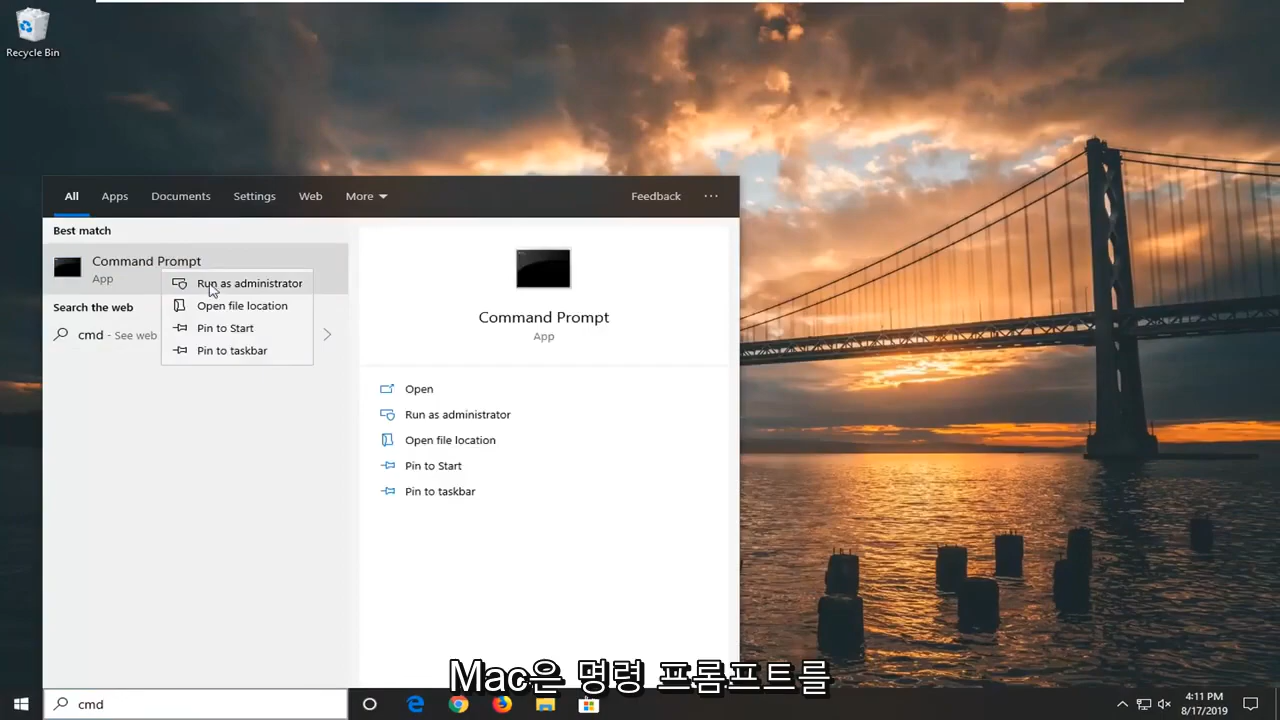 Recycle Bin
All Apps Documents Settings Web More Feedback ...
Best match
Command Prompt
App
Search the web
cmd - See web
Run as administrator
Open file location
Pin to Start
Pin to taskbar
Command Prompt
App
Open
Run as administrator
Open file location
Pin to Start
Pin to taskbar
Mac은 명령 프롬프트를
cmd
4:11 PM
8/17/2019